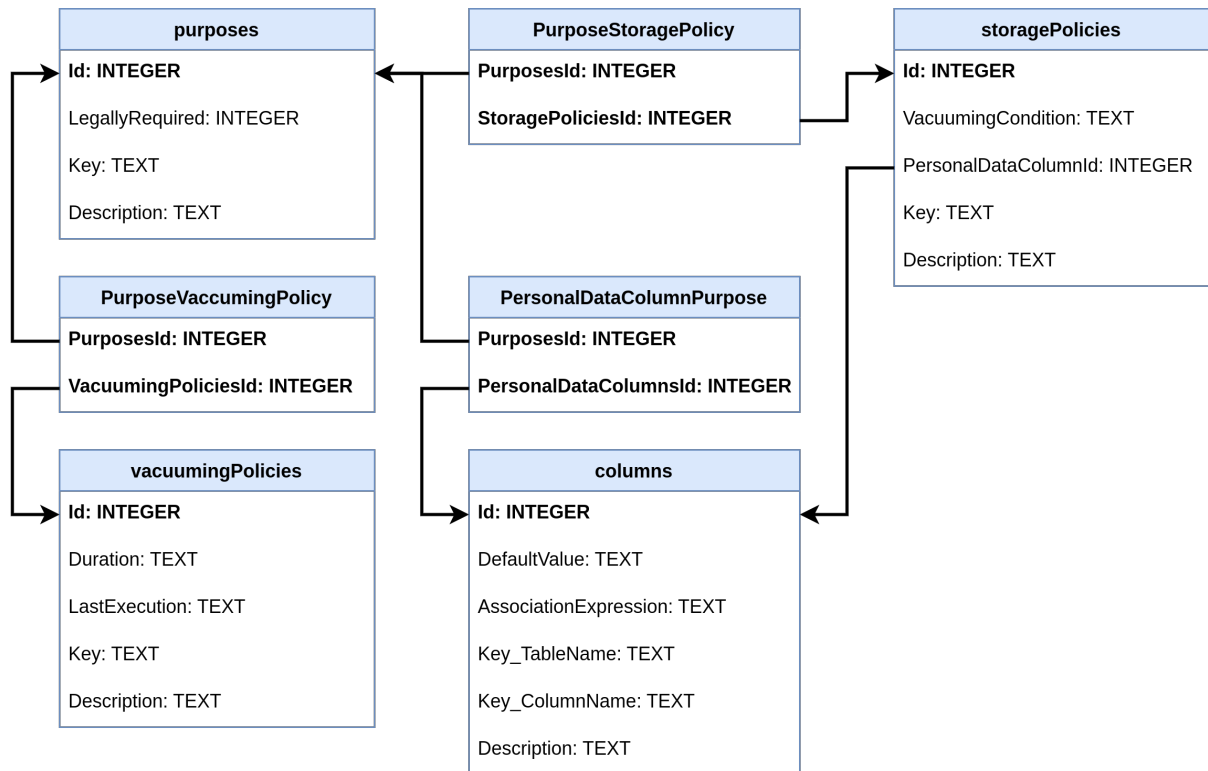 purposes
Id: INTEGER
LegallyRequired: INTEGER
Key: TEXT
Description: TEXT
PurposeStoragePolicy
PurposesId: INTEGER
StoragePoliciesId: INTEGER
storagePolicies
Id: INTEGER
VacuumingCondition: TEXT
PersonalDataColumnId: INTEGER
Key: TEXT
Description: TEXT
PurposeVaccumingPolicy
PurposesId: INTEGER
VacuumingPoliciesId: INTEGER
PersonalDataColumnPurpose
PurposesId: INTEGER
PersonalDataColumnsId: INTEGER
vacuumingPolicies
Id: INTEGER
Duration: TEXT
LastExecution: TEXT
Key: TEXT
Description: TEXT
columns
Id: INTEGER
DefaultValue: TEXT
AssociationExpression: TEXT
Key_TableName: TEXT
Key_ColumnName: TEXT
Description: TEXT